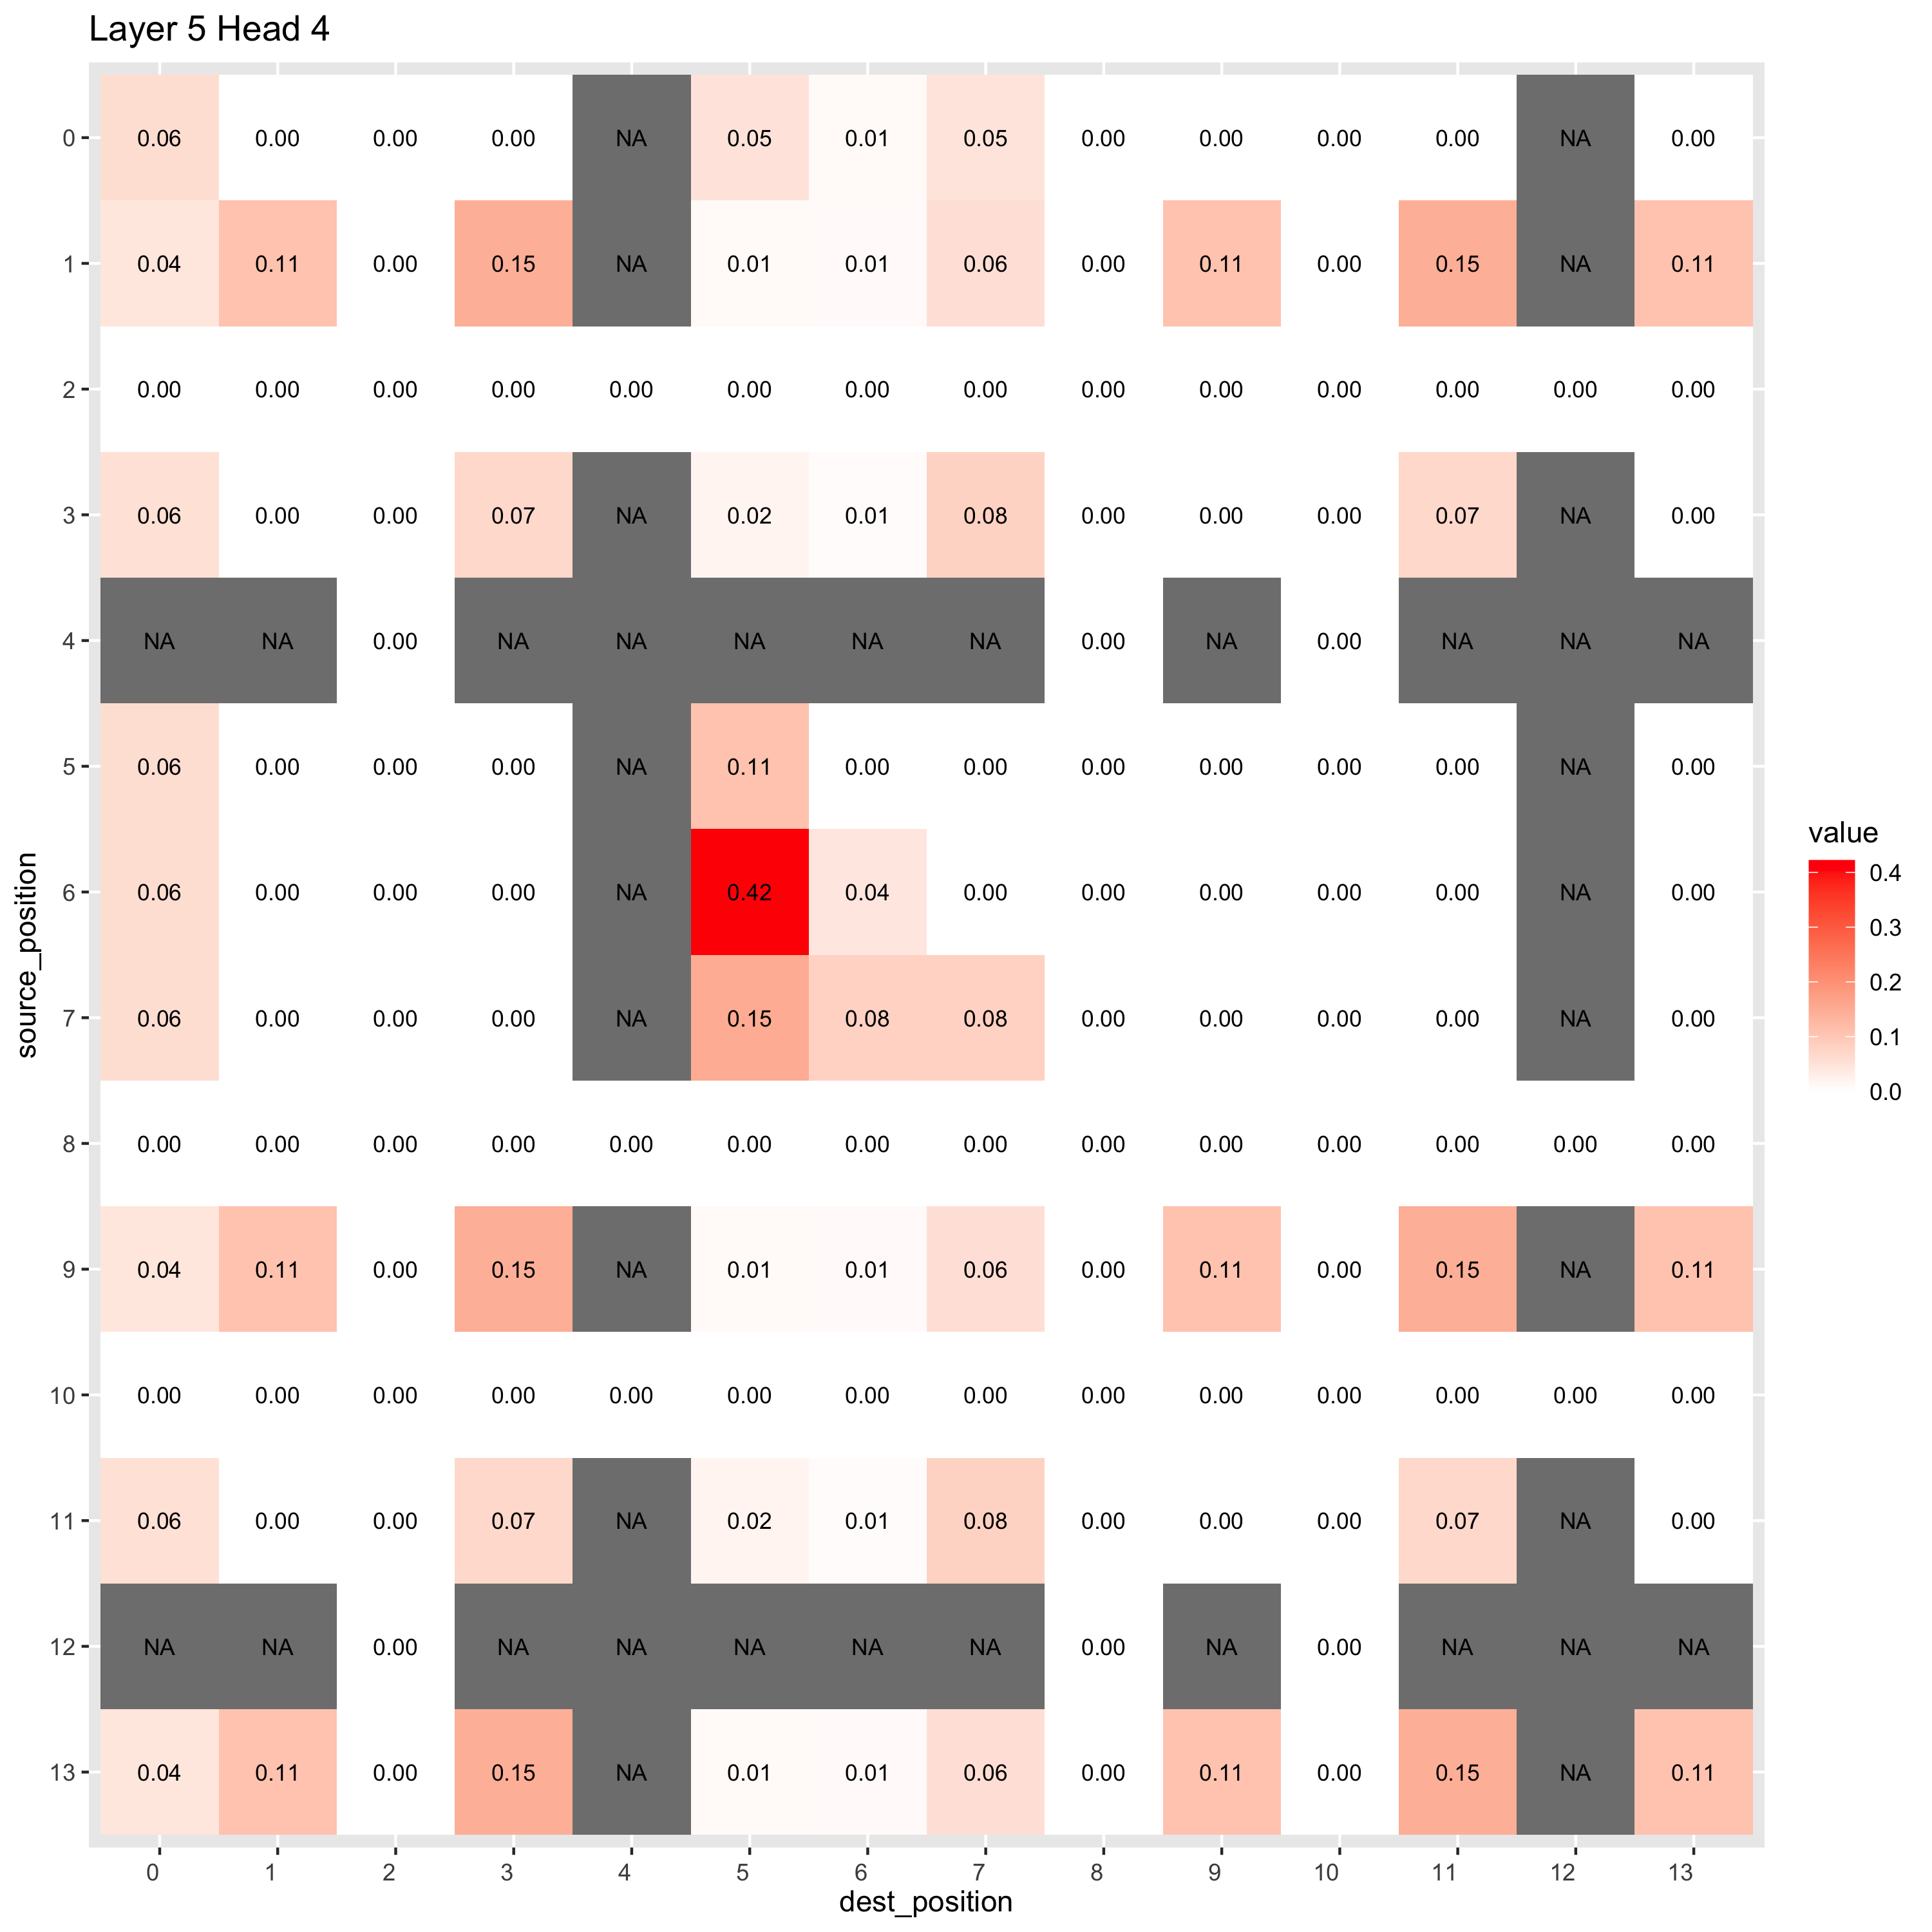 Layer 5 Head 4
0 0.06 0.00 0.00 0.00 NA 0.05 0.01 0.05 0.00 0.00 0.00 0.00 NA 0.00
1 0.04 0.11 0.00 0.15 NA 0.01 0.01 0.06 0.00 0.11 0.00 0.15 NA 0.11
2 0.00 0.00 0.00 0.00 0.00 0.00 0.00 0.00 0.00 0.00 0.00 0.00 0.00 0.00
3 0.06 0.00 0.00 0.07 NA 0.02 0.01 0.08 0.00 0.00 0.00 0.07 NA 0.00
4 NA NA 0.00 NA NA NA NA NA 0.00 NA 0.00 NA NA NA
5 0.06 0.00 0.00 0.00 NA 0.11 0.00 0.00 0.00 0.00 0.00 0.00 NA 0.00
6 0.06 0.00 0.00 0.00 NA 0.42 0.04 0.00 0.00 0.00 0.00 0.00 NA 0.00
7 0.06 0.00 0.00 0.00 NA 0.15 0.08 0.08 0.00 0.00 0.00 0.00 NA 0.00
8 0.00 0.00 0.00 0.00 0.00 0.00 0.00 0.00 0.00 0.00 0.00 0.00 0.00 0.00
9 0.04 0.11 0.00 0.15 NA 0.01 0.01 0.06 0.00 0.11 0.00 0.15 NA 0.11
10 0.00 0.00 0.00 0.00 0.00 0.00 0.00 0.00 0.00 0.00 0.00 0.00 0.00 0.00
11 0.06 0.00 0.00 0.07 NA 0.02 0.01 0.08 0.00 0.00 0.00 0.07 NA 0.00
12 NA NA 0.00 NA NA NA NA NA 0.00 NA 0.00 NA NA NA
13 0.04 0.11 0.00 0.15 NA 0.01 0.01 0.06 0.00 0.11 0.00 0.15 NA 0.11
0 1 2 3 4 5 6 7 8 9 10 11 12 13
dest_position
source_position
value
0.4
0.3
0.2
0.1
0.0